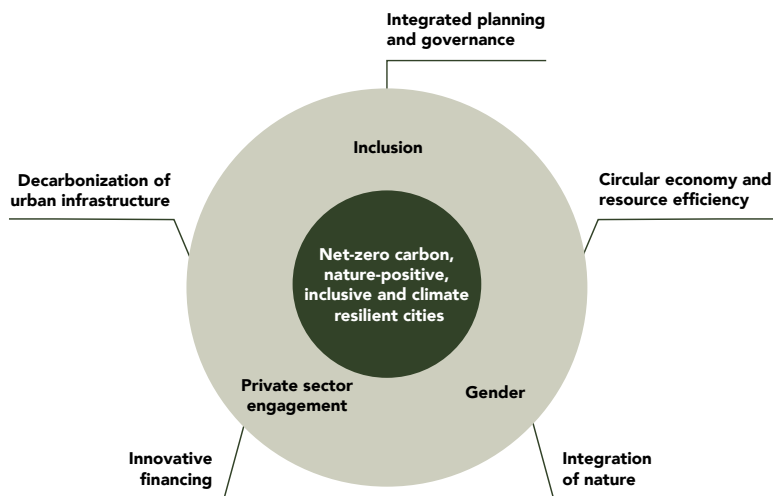 Integrated planning
and governance
Inclusion
Decarbonization of
urban infrastructure
Circular economy and
resource efficiency
Net-zero carbon,
nature-positive,
inclusive and climate
resilient cities
Private sector
engagement
Gender
Innovative
financing
Integration
of nature